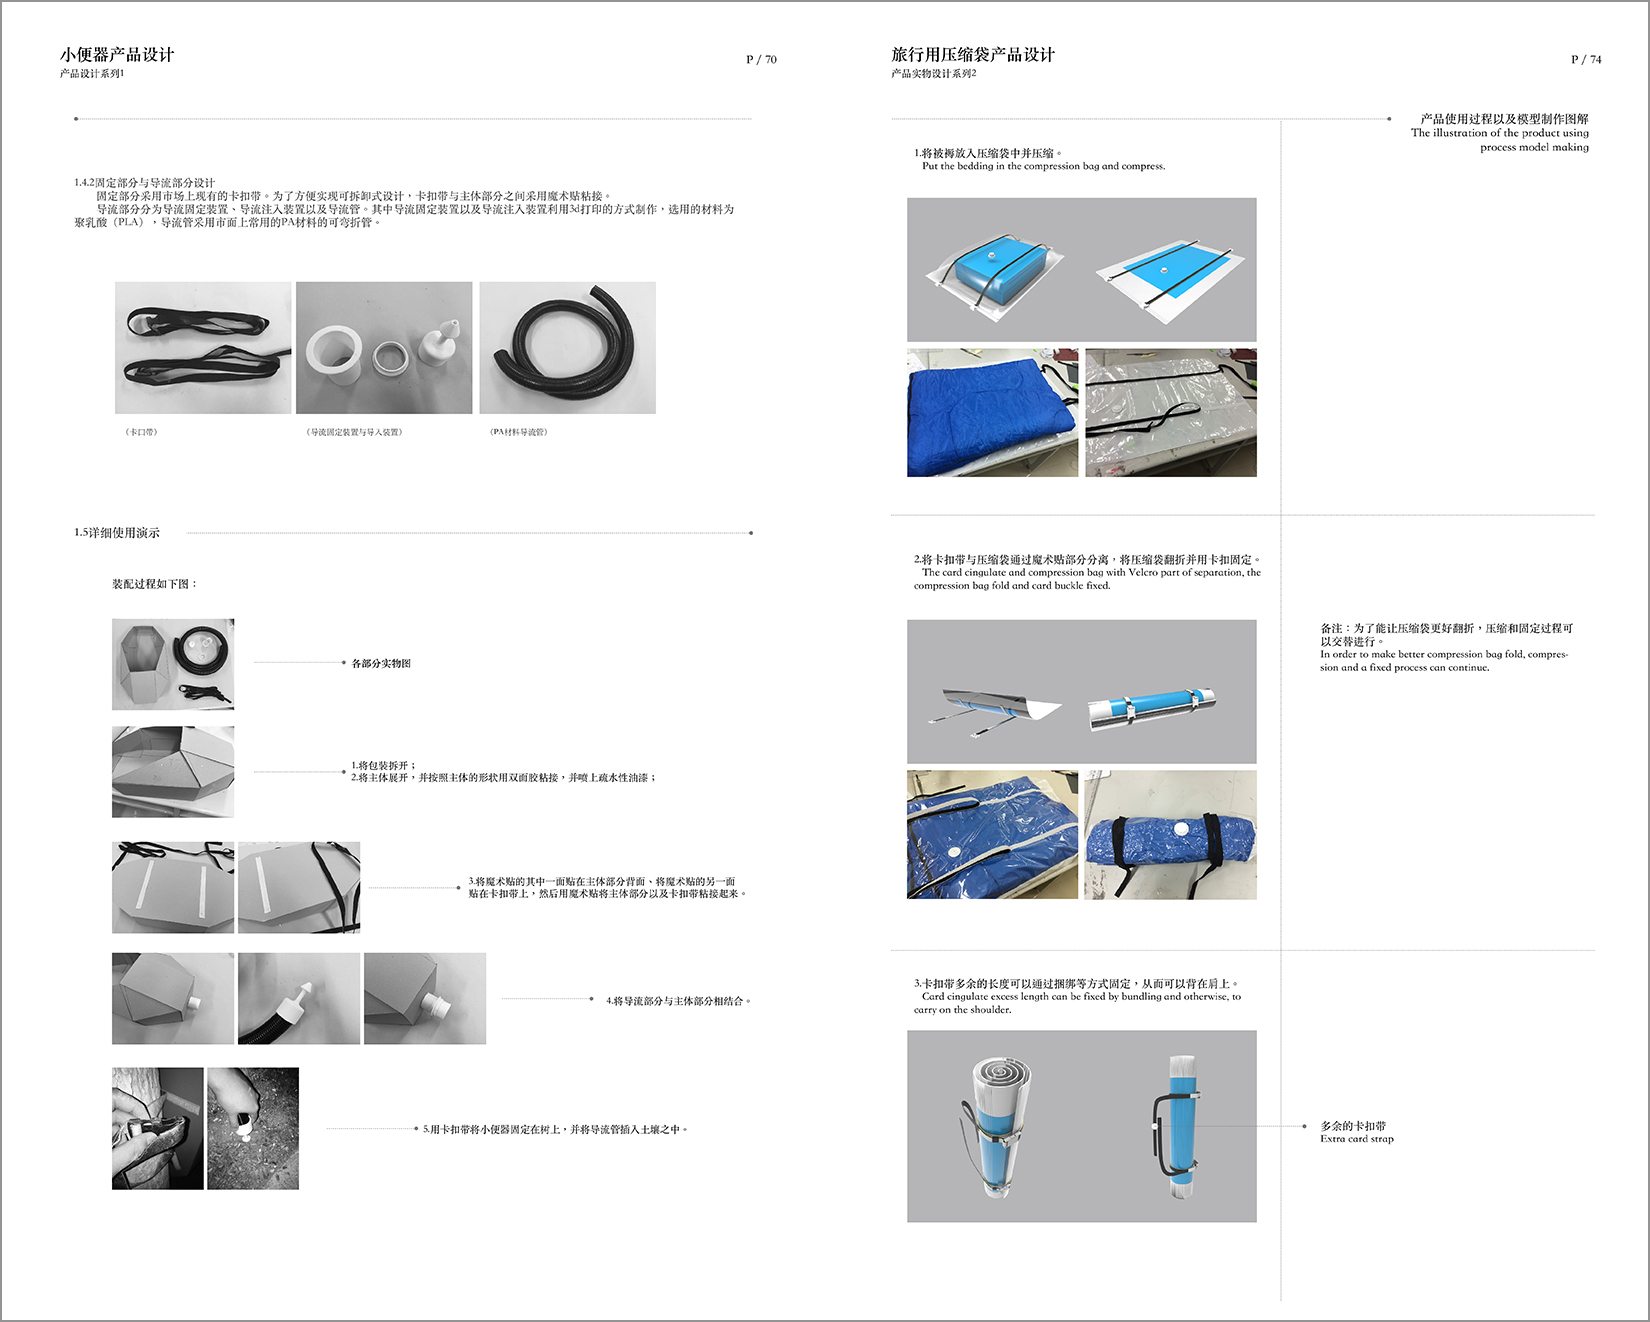 小便器产品设计
产品设计系列1
P / 70
1.4.2固定部分与导流部分设计
固定部分采用市场上现有的卡扣带。为了方便实现可拆卸式设计，卡扣带与主体部分之间采用魔术贴粘接。
导流部分分为导流固定装置、导流注入装置以及导流管。其中导流固定装置以及导流注入装置利用3d打印的方式制作，选用的材料为
聚乳酸（PLA），导流管采用市面上常用的PA材料的可弯折管。
（卡口带）
（导流固定装置与导入装置）
（PA材料导流管）
1.5详细使用演示
装配过程如下图：
各部分实物图
1.将包装拆开；
2.将主体展开，并按照主体的形状用双面胶粘接，并喷上疏水性油漆；
3.将魔术贴的其中一面贴在主体部分背面、将魔术贴的另一面
贴在卡扣带上，然后用魔术贴将主体部分以及卡扣带粘接起来。
4.将导流部分与主体部分相结合。
5.用卡扣带将小便器固定在树上，并将导流管插入土壤之中。
旅行用压缩袋产品设计
产品实物设计系列2
P / 74
产品使用过程以及模型制作图解
The illustration of the product using
process model making
1.将被褥放入压缩袋中并压缩。
Put the bedding in the compression bag and compress.
2.将卡扣带与压缩袋通过魔术贴部分分离，将压缩袋翻折并用卡扣固定。
The card cingulate and compression bag with Velcro part of separation, the
compression bag fold and card buckle fixed.
备注：为了能让压缩袋更好翻折，压缩和固定过程可
以交替进行。
In order to make better compression bag fold, compres-
sion and a fixed process can continue.
3.卡扣带多余的长度可以通过捆绑等方式固定，从而可以背在肩上。
Card cingulate excess length can be fixed by bundling and otherwise, to
carry on the shoulder.
多余的卡扣带
Extra card strap